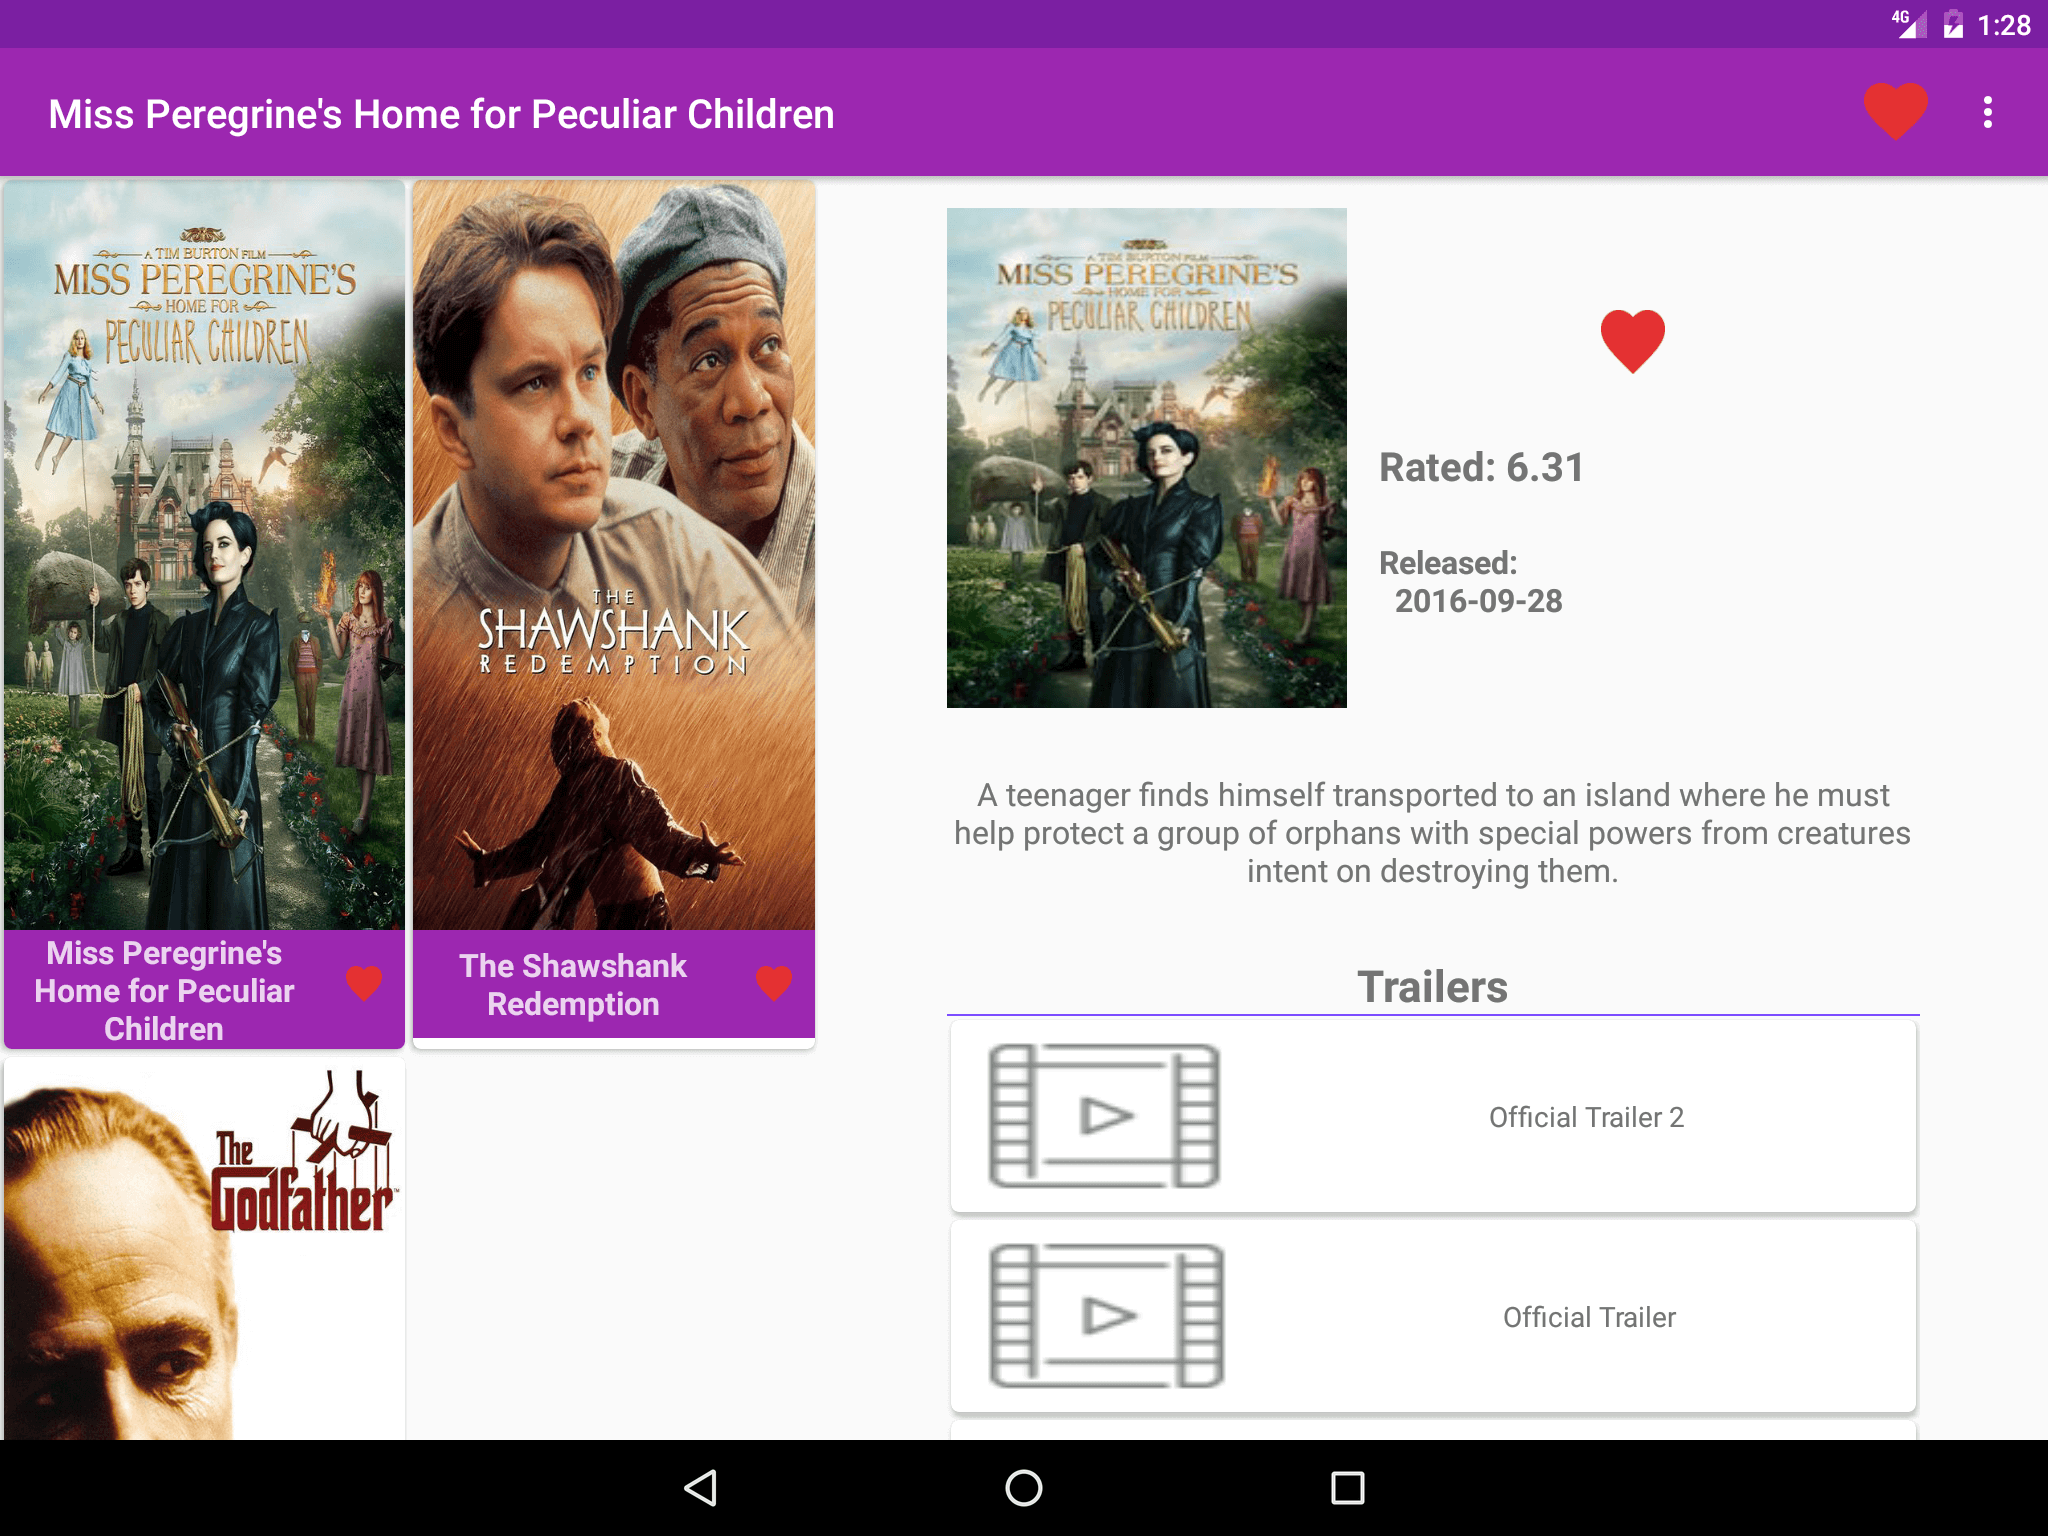 4G 1:28
Miss Peregrine's Home for Peculiar Children
A TIM BURTON FILM
MISS PEREGRINE'S
HOME FOR
PECULIAR CHILDREN
Miss Peregrine's
Home for Peculiar
Children
THE
SHAWSHANK
REDEMPTION
The Shawshank
Redemption
The
Godfather™
A TIM BURTON FILM
MISS PEREGRINE'S
HOME FOR
PECULIAR CHILDREN
Rated: 6.31
Released:
2016-09-28
A teenager finds himself transported to an island where he must
help protect a group of orphans with special powers from creatures
intent on destroying them.
Trailers
Official Trailer 2
Official Trailer